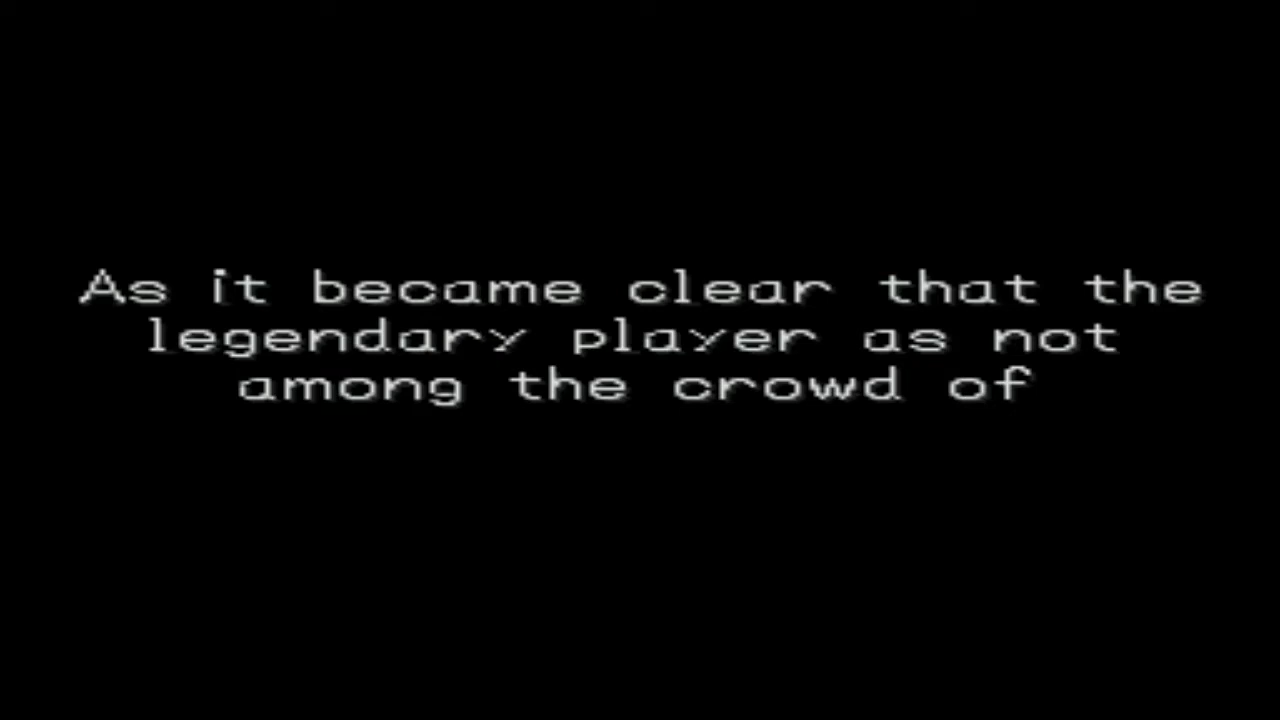 As it became clear that the
legendary player as not
among the crowd of